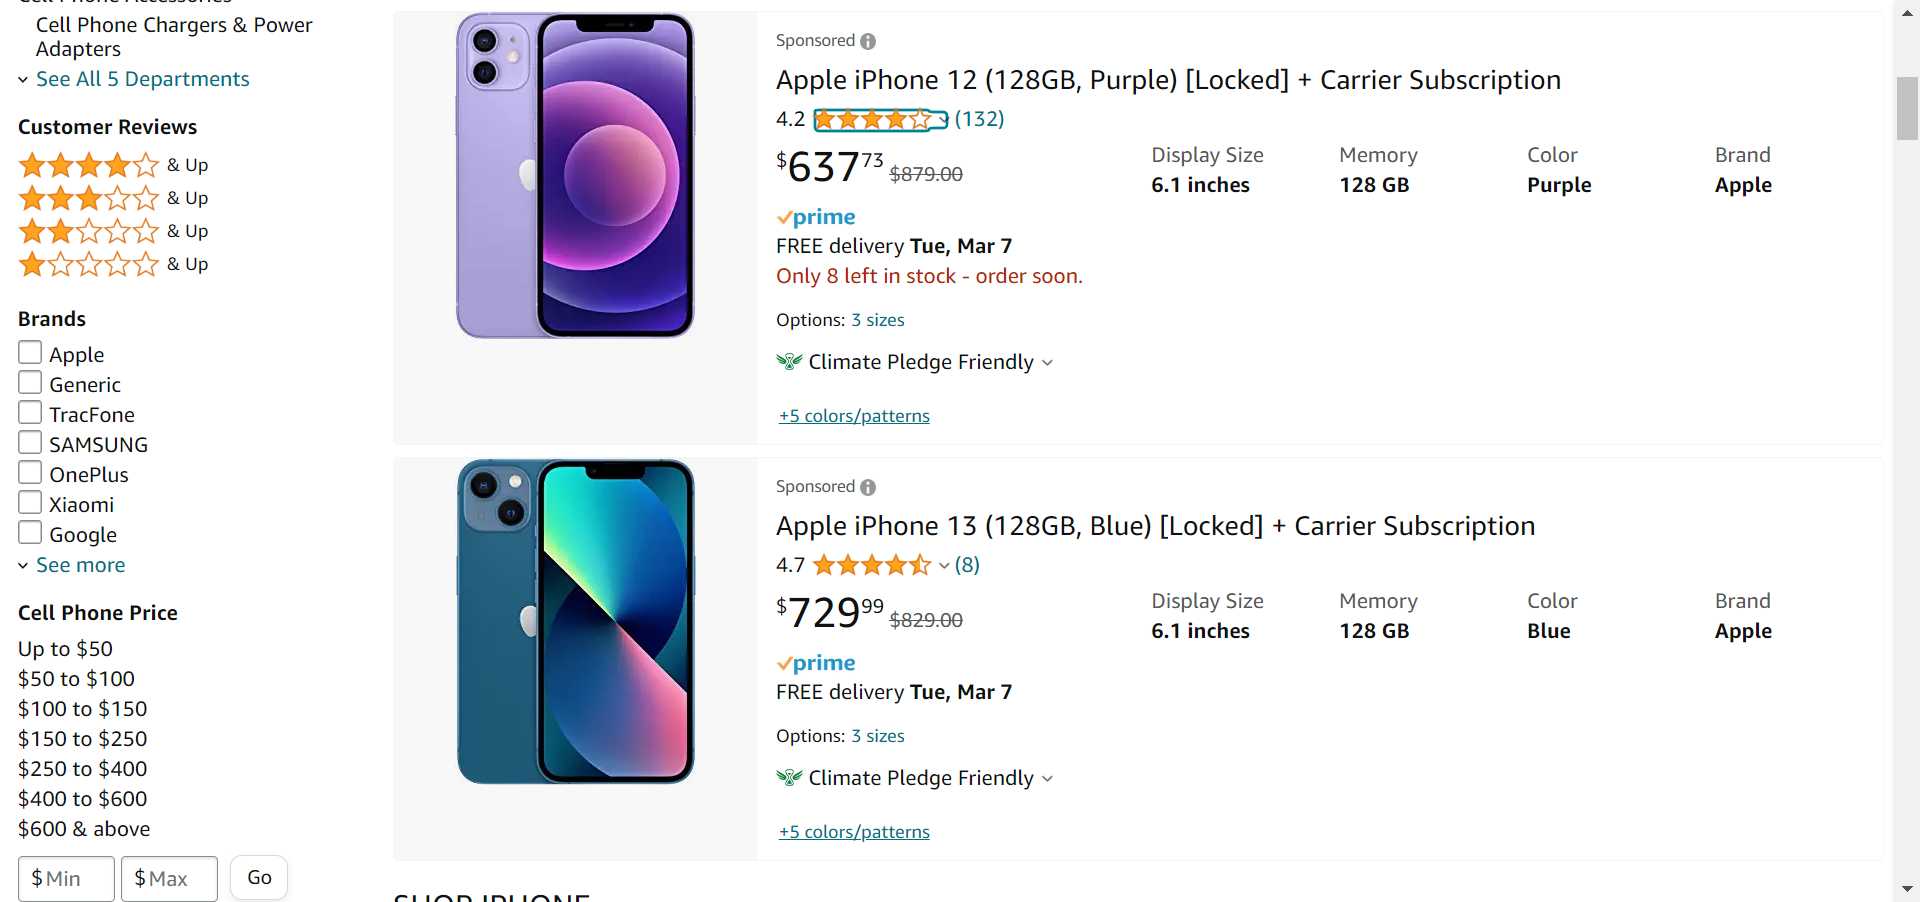 Cell Phone Accessories
Cell Phone Chargers & Power
Adapters
See All 5 Departments
Customer Reviews
& Up
& Up
& Up
& Up
Brands
Apple
Generic
TracFone
SAMSUNG
OnePlus
Xiaomi
Google
See more
Cell Phone Price
Up to $50
$50 to $100
$100 to $150
$150 to $250
$250 to $400
$400 to $600
$600 & above
$ Min $ Max Go
Sponsored
Apple iPhone 12 (128GB, Purple) [Locked] + Carrier Subscription
4.2 (132)
$637 73 $879.00
Display Size Memory Color Brand
6.1 inches 128 GB Purple Apple
prime
FREE delivery Tue, Mar 7
Only 8 left in stock - order soon.
Options: 3 sizes
Climate Pledge Friendly
+5 colors/patterns
Sponsored
Apple iPhone 13 (128GB, Blue) [Locked] + Carrier Subscription
4.7 (8)
$729 99 $829.00
Display Size Memory Color Brand
6.1 inches 128 GB Blue Apple
prime
FREE delivery Tue, Mar 7
Options: 3 sizes
Climate Pledge Friendly
+5 colors/patterns
SHOP IPHONE